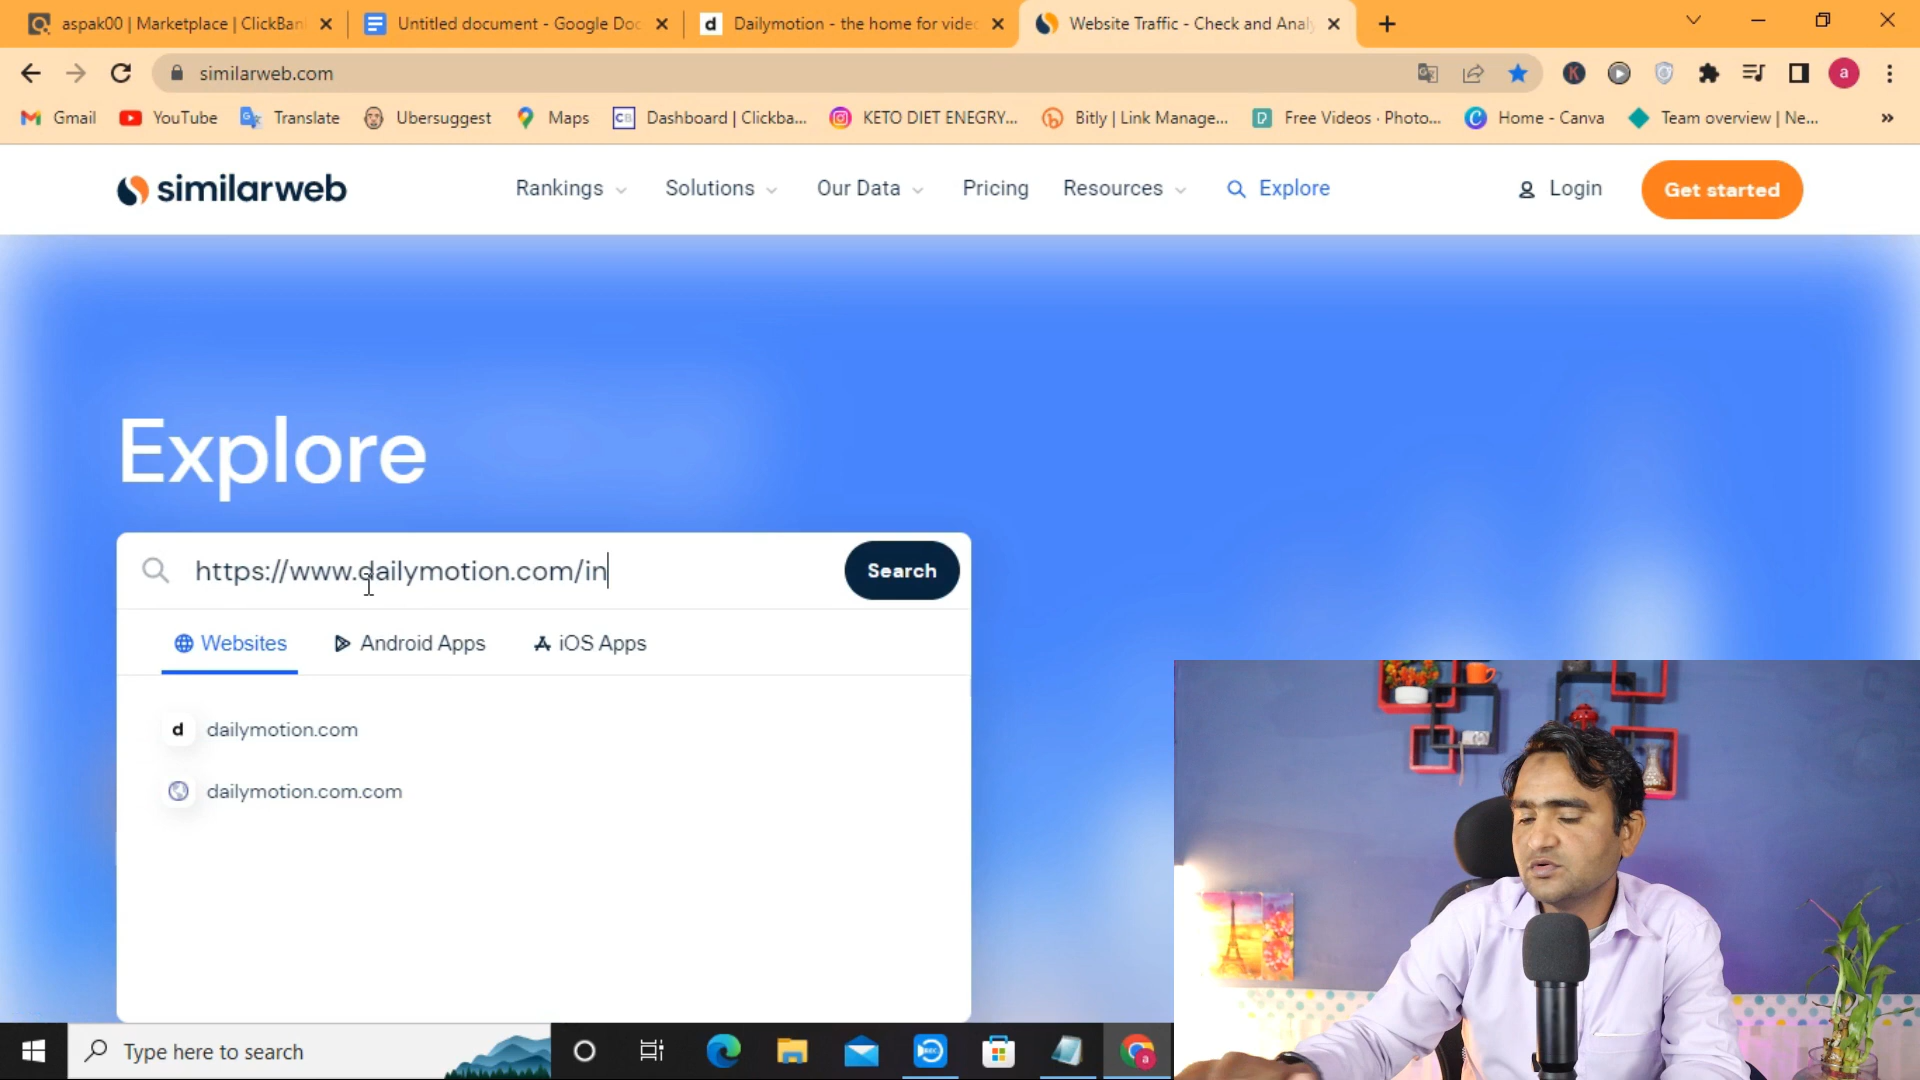 aspak00 | Marketplace | ClickBan
Untitled document - Google Doc
d Dailymotion - the home for vide
Website Traffic - Check and Analy
similarweb.com
K
a
Gmail
YouTube
Translate
Ubersuggest
Maps
CB Dashboard | Clickba...
KETO DIET ENEGRY...
Bitly | Link Manage...
Free Videos · Photo...
Home - Canva
Team overview | Ne...
»
similarweb
Rankings
Solutions
Our Data
Pricing
Resources
Explore
Login
Get started
Explore
https://www.dailymotion.com/in
Search
Websites
Android Apps
iOS Apps
d dailymotion.com
dailymotion.com.com
Type here to search
REC
a